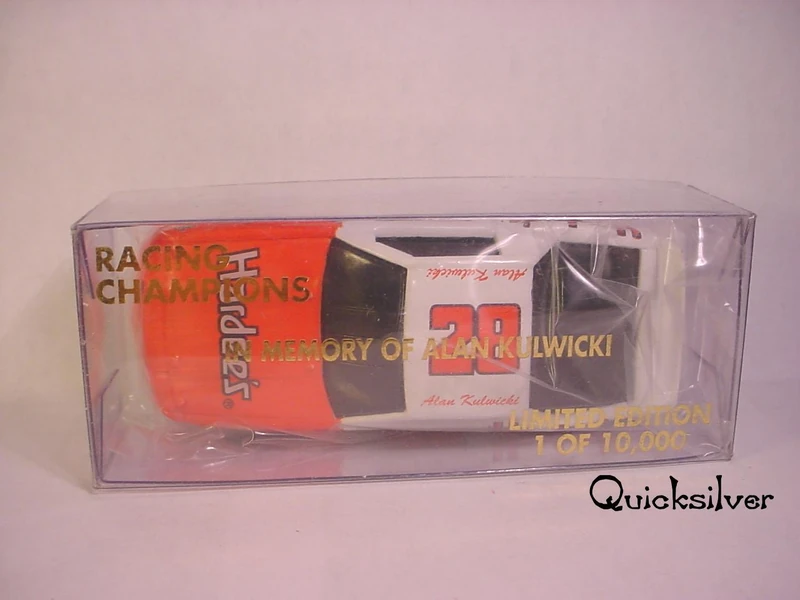 RACING
CHAMPIONS
Hardee's®
Alan Kulwicki
28
IN MEMORY OF ALAN KULWICKI
Alan Kulwicki
LIMITED EDITION
1 OF 10,000
Quicksilver